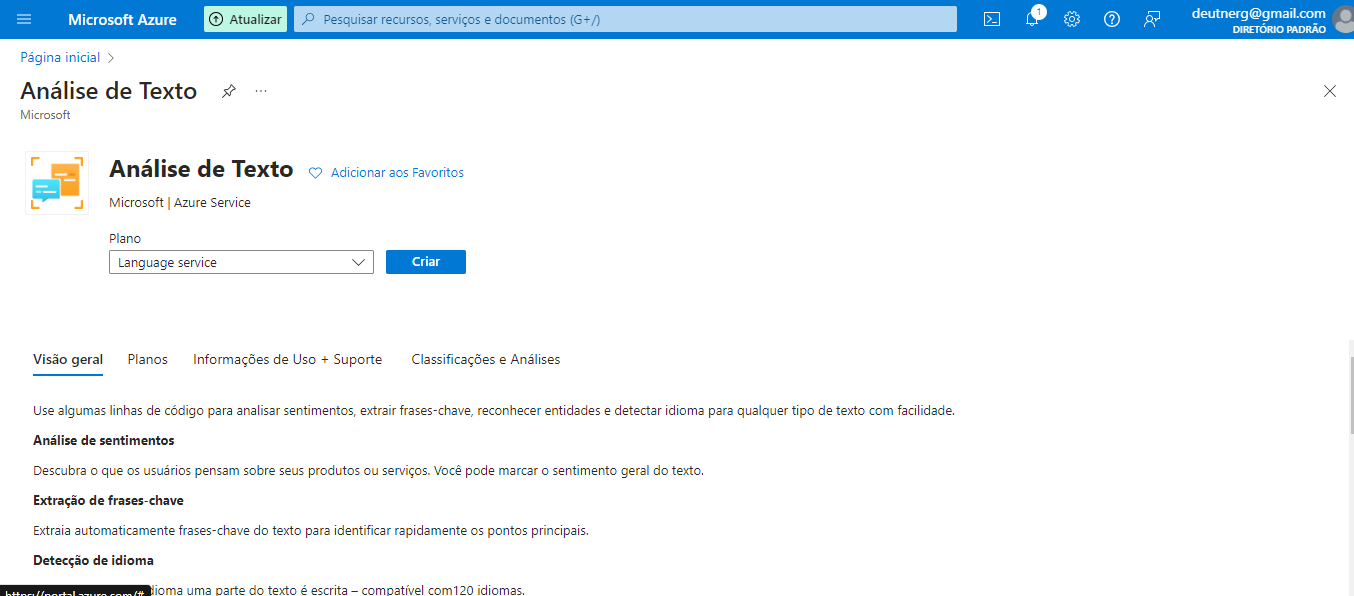 Microsoft Azure
Atualizar
Pesquisar recursos, serviços e documentos (G+/)
1
deutnerg@gmail.com
DIRETÓRIO PADRÃO
Página inicial
Análise de Texto
Microsoft
Análise de Texto
Adicionar aos Favoritos
Microsoft | Azure Service
Plano
Language service
Criar
Visão geral
Planos
Informações de Uso + Suporte
Classificações e Análises
Use algumas linhas de código para analisar sentimentos, extrair frases-chave, reconhecer entidades e detectar idioma para qualquer tipo de texto com facilidade.
Análise de sentimentos
Descubra o que os usuários pensam sobre seus produtos ou serviços. Você pode marcar o sentimento geral do texto.
Extração de frases-chave
Extraia automaticamente frases-chave do texto para identificar rapidamente os pontos principais.
Detecção de idioma
uma parte do texto é escrita – compatível com120 idiomas.
https://portal.azure.com/#